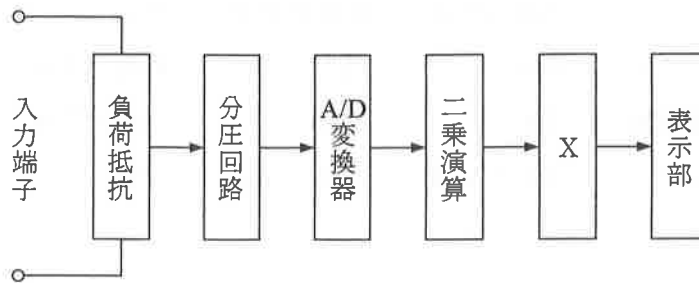 入力端子
負荷抵抗
分圧回路
A/D
変換器
二乗演算
X
表示部